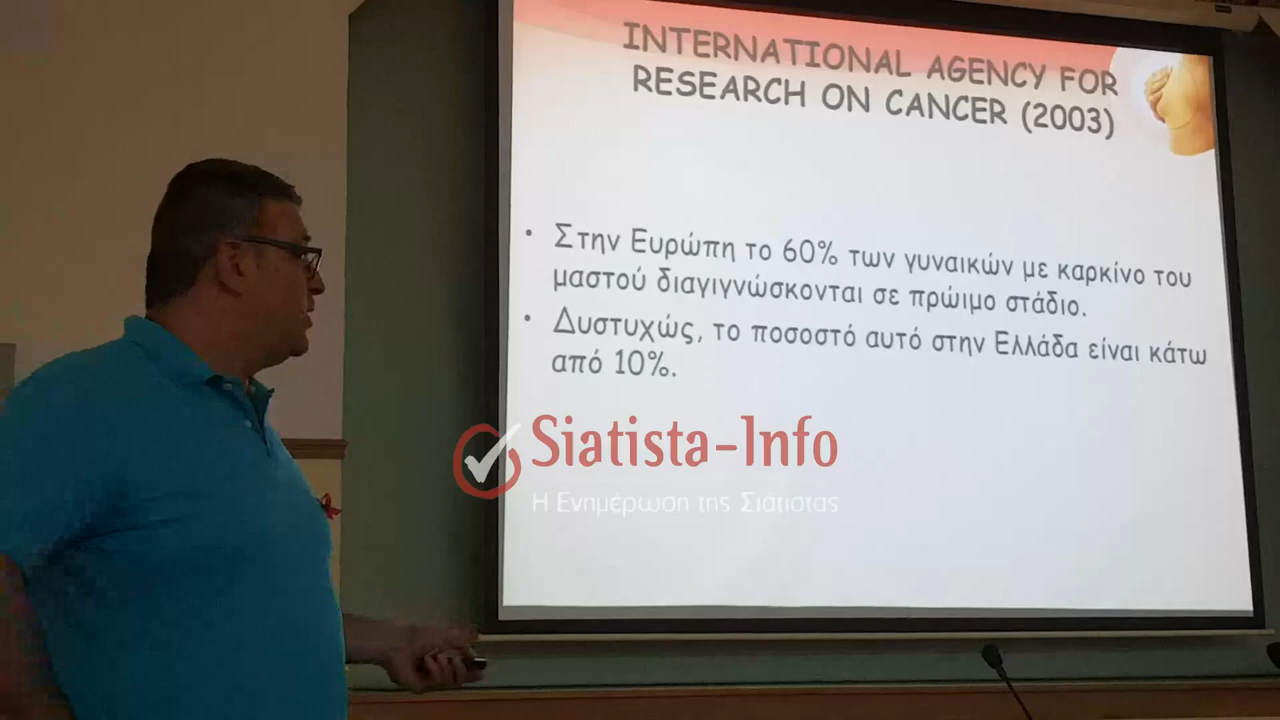 INTERNATIONAL AGENCY FOR
RESEARCH ON CANCER (2003)
• Στην Ευρώπη το 60% των γυναικών με καρκίνο του
μαστού διαγιγνώσκονται σε πρώιμο στάδιο.
• Δυστυχώς, το ποσοστό αυτό στην Ελλάδα είναι κάτω
από 10%.
Siatista-Info
Η Ενημέρωση της Σιάτιστας